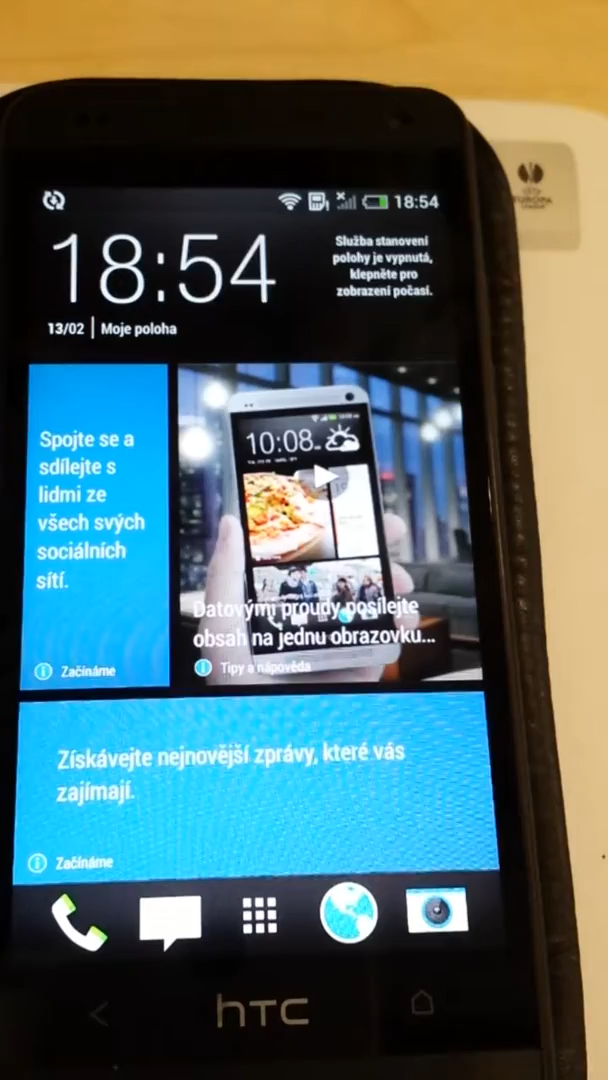 18:54
18:54
Služba stanovení
polohy je vypnutá,
klepněte pro
zobrazení počasí.
13/02 | Moje poloha
Spojte se a
sdílejte s
lidmi ze
všech svých
sociálních
sítí.
Začínáme
10:08
Datovými proudy posílejte
obsah na jednu obrazovku...
Tipy a nápověda
Získávejte nejnovější zprávy, které vás
zajímají.
Začínáme
hTC
EUROPA
LEAGUE